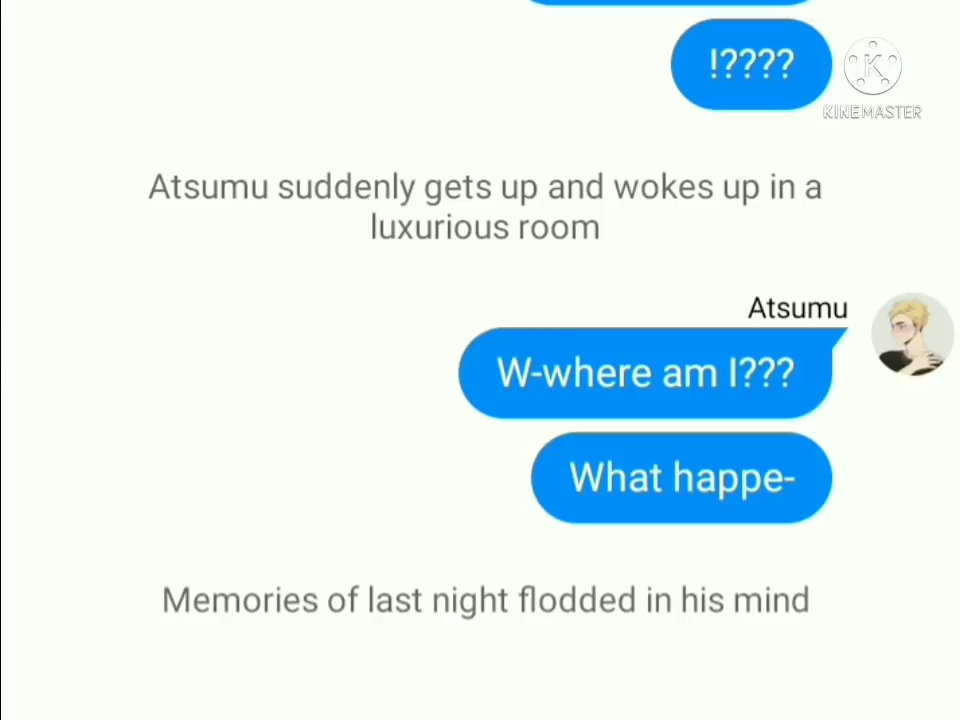 !????
K
KINEMASTER
Atsumu suddenly gets up and wokes up in a
luxurious room
Atsumu
W-where am I???
What happe-
Memories of last night flodded in his mind